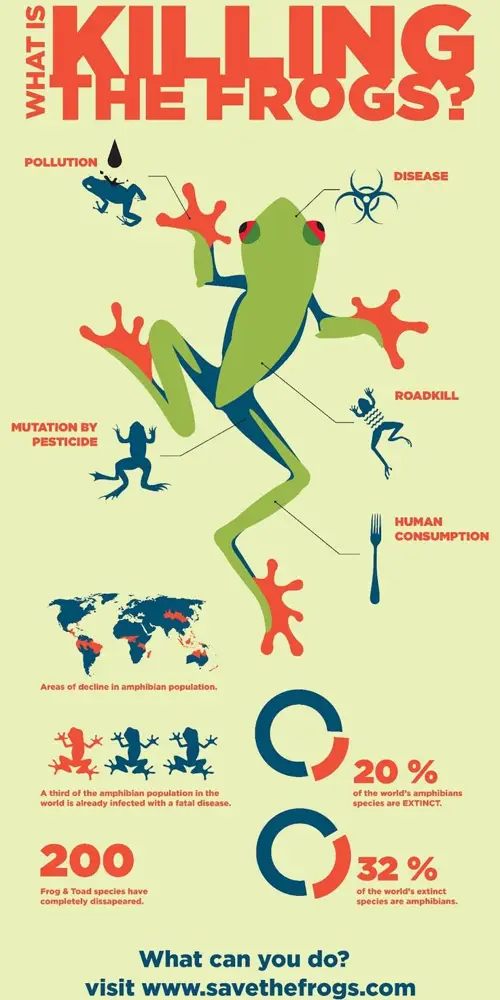 WHAT IS
KILLING
THE FROGS?
POLLUTION
DISEASE
ROADKILL
MUTATION BY
PESTICIDE
HUMAN
CONSUMPTION
Areas of decline in amphibian population.
A third of the amphibian population in the
world is already infected with a fatal disease.
20 %
of the world's amphibians
species are EXTINCT.
200
Frog & Toad species have
completely dissapeared.
32 %
of the world's extinct
species are amphibians.
What can you do?
visit www.savethefrogs.com